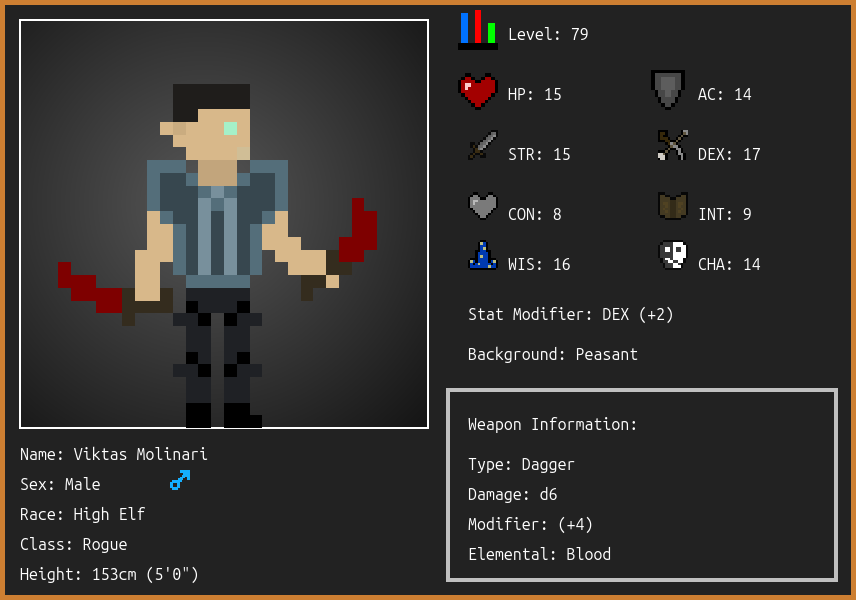 Level: 79
HP: 15
AC: 14
STR: 15
DEX: 17
CON: 8
INT: 9
WIS: 16
CHA: 14
Stat Modifier: DEX (+2)
Background: Peasant
Weapon Information:
Type: Dagger
Damage: d6
Modifier: (+4)
Elemental: Blood
Name: Viktas Molinari
Sex: Male
Race: High Elf
Class: Rogue
Height: 153cm (5'0")